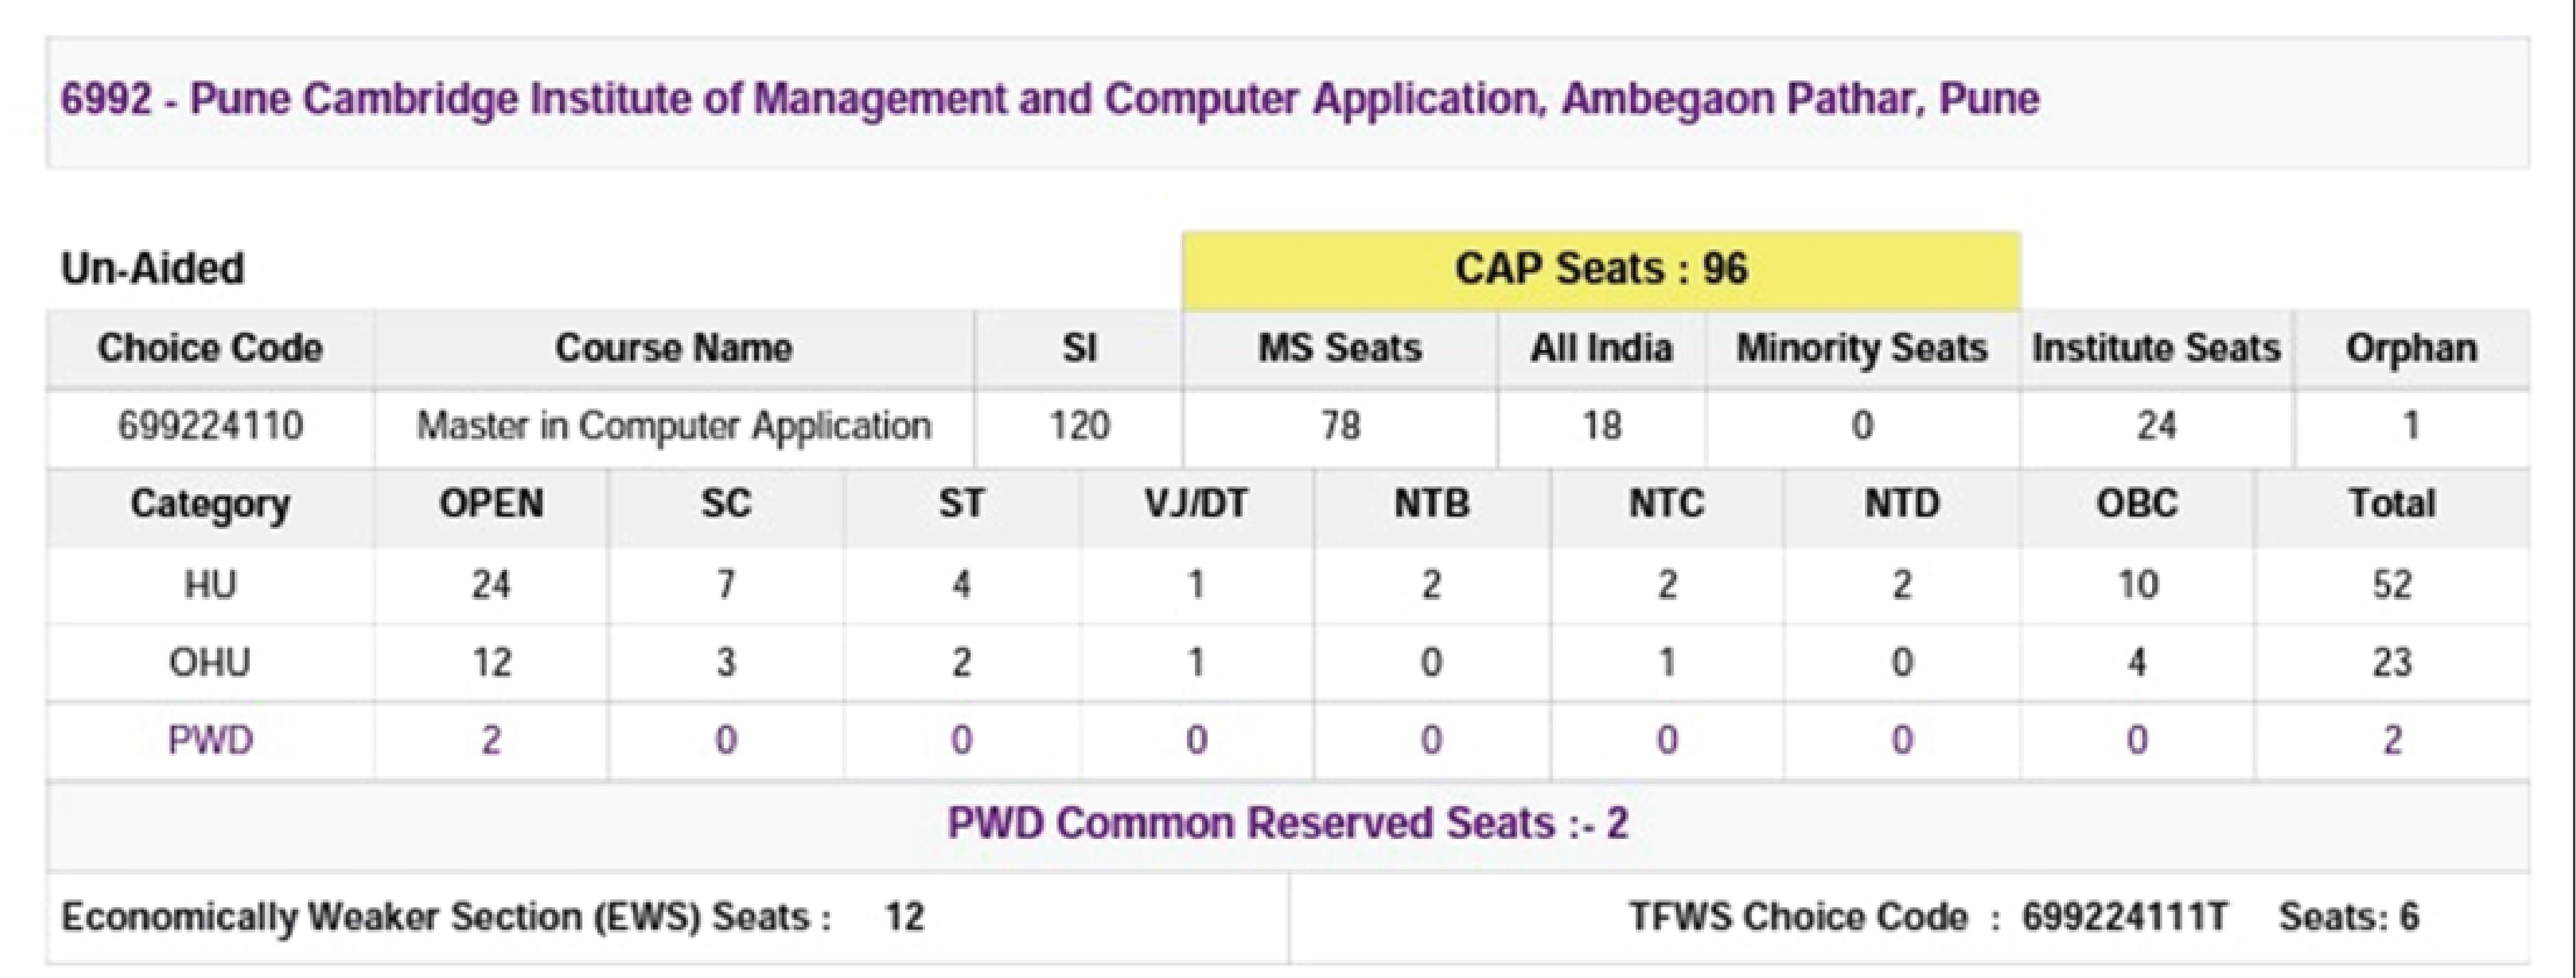 6992 - Pune Cambridge Institute of Management and Computer Application, Ambegaon Pathar, Pune
Un-Aided CAP Seats : 96
Choice Code Course Name SI MS Seats All India Minority Seats Institute Seats Orphan
699224110 Master in Computer Application 120 78 18 0 24 1
Category OPEN SC ST VJ/DT NTB NTC NTD OBC Total
HU 24 7 4 1 2 2 2 10 52
OHU 12 3 2 1 0 1 0 4 23
PWD 2 0 0 0 0 0 0 0 2
PWD Common Reserved Seats :- 2
Economically Weaker Section (EWS) Seats : 12 TFWS Choice Code : 699224111T Seats: 6